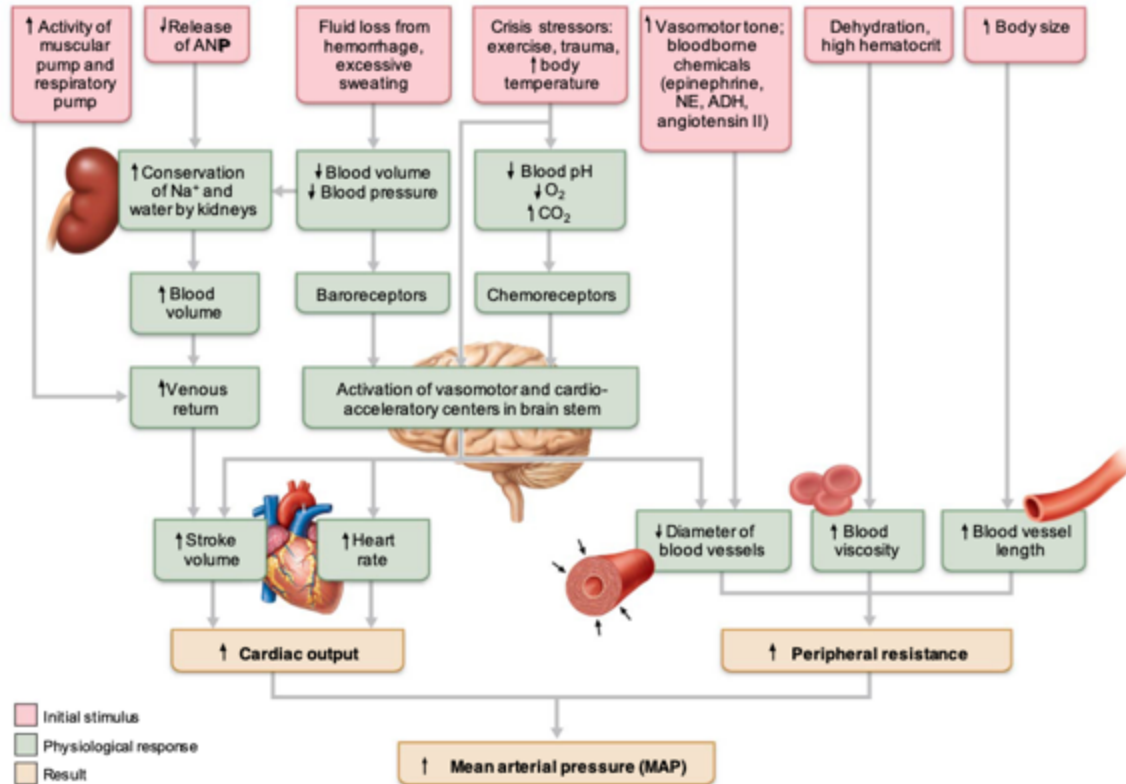 ↑ Activity of
muscular
pump and
respiratory
pump
↓Release
of ANP
Fluid loss from
hemorrhage,
excessive
sweating
Crisis stressors:
exercise, trauma,
↑ body
temperature
↑ Vasomotor tone;
bloodborne
chemicals
(epinephrine,
NE, ADH,
angiotensin II)
Dehydration,
high hematocrit
↑ Body size
↑ Conservation
of Na⁺ and
water by kidneys
↓ Blood volume
↓ Blood pressure
↓ Blood pH
↓ O₂
↑ CO₂
↑ Blood
volume
Baroreceptors
Chemoreceptors
↑Venous
return
Activation of vasomotor and cardio-
acceleratory centers in brain stem
↑ Stroke
volume
↑ Heart
rate
↓ Diameter of
blood vessels
↑ Blood
viscosity
↑ Blood vessel
length
↑ Cardiac output
↑ Peripheral resistance
Initial stimulus
Physiological response
Result
↑ Mean arterial pressure (MAP)